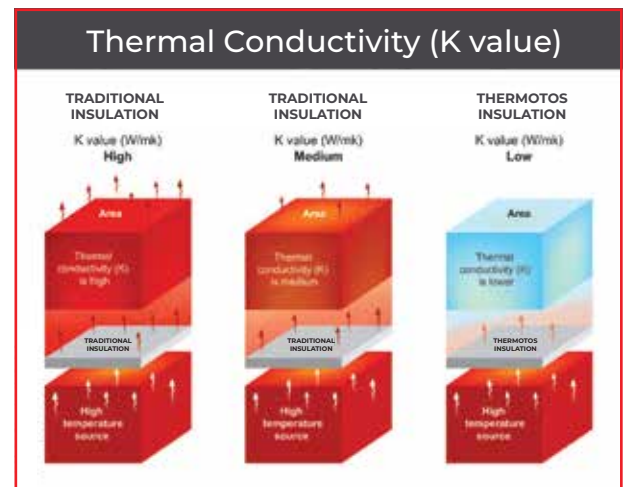 Thermal Conductivity (K value)
TRADITIONAL
INSULATION
K value (W/mk)
High
Area
Thermal
conductivity (K)
is high
TRADITIONAL
INSULATION
High
temperature
source
TRADITIONAL
INSULATION
K value (W/mk)
Medium
Area
Thermal
conductivity (K)
is medium
TRADITIONAL
INSULATION
High
temperature
source
THERMOTOS
INSULATION
K value (W/mk)
Low
Area
Thermal
conductivity (K)
is lower
THERMOTOS
INSULATION
High
temperature
source